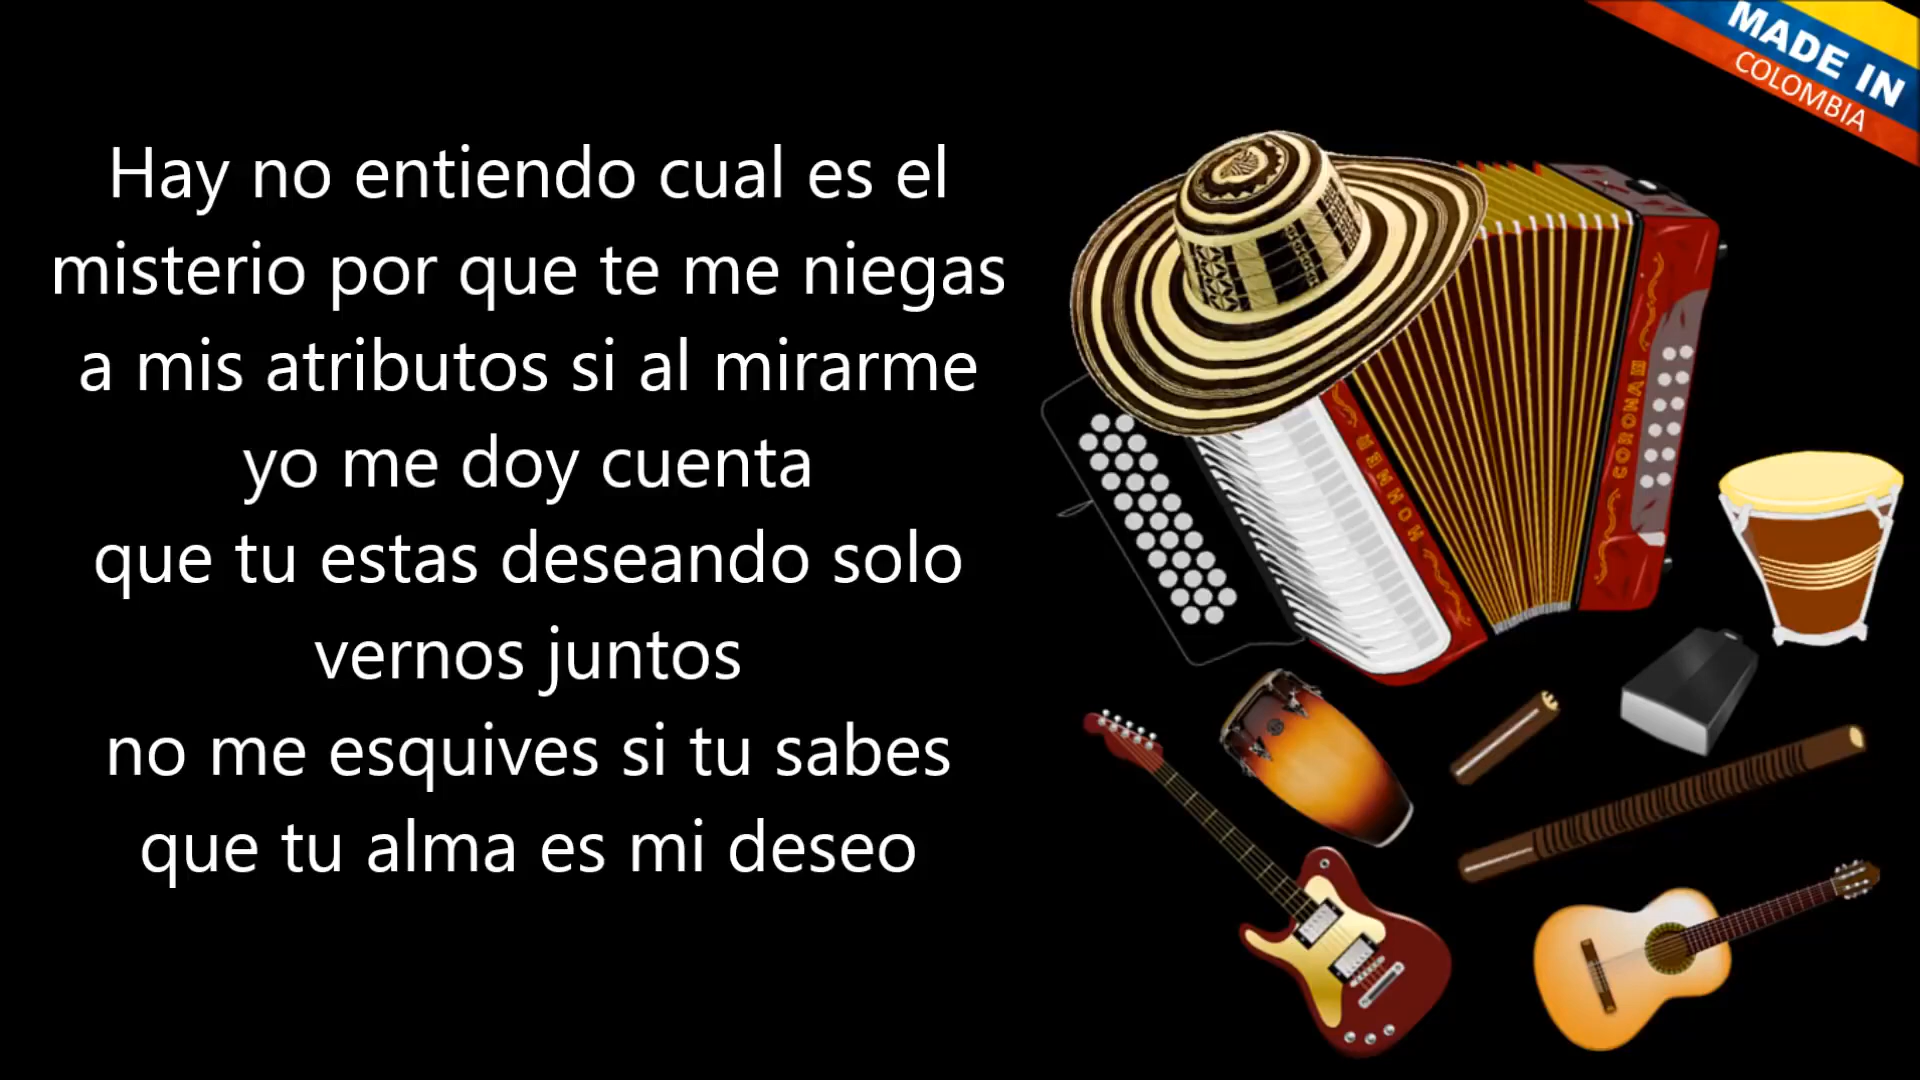 MADE IN
COLOMBIA
Hay no entiendo cual es el
misterio por que te me niegas
a mis atributos si al mirarme
yo me doy cuenta
que tu estas deseando solo
vernos juntos
no me esquives si tu sabes
que tu alma es mi deseo
HOHNER
CORONA III